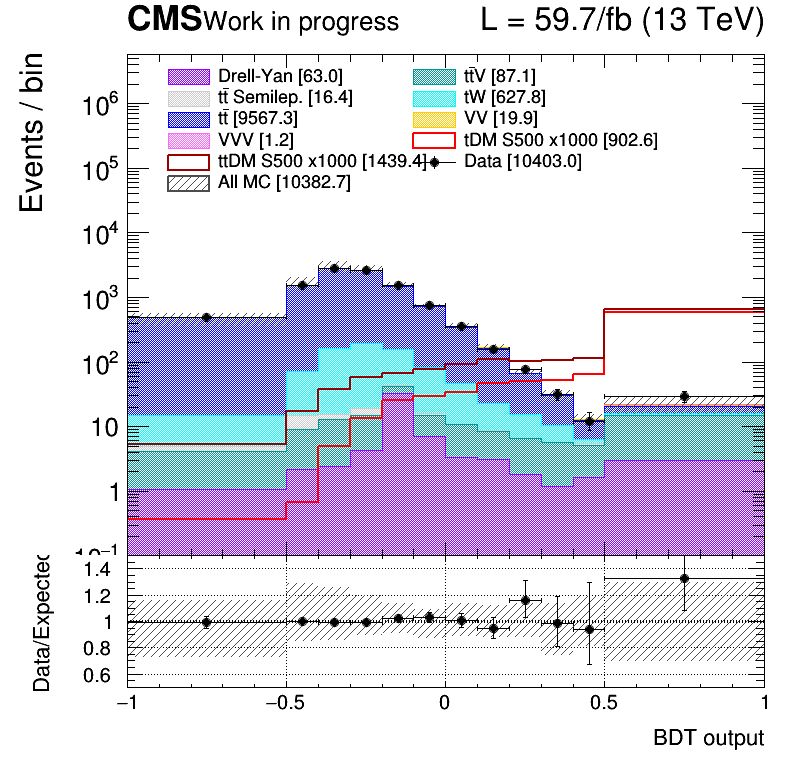 CMS Work in progress L = 59.7/fb (13 TeV)
Events / bin
Drell-Yan [63.0] tt̄V [87.1]
tt̄ Semilep. [16.4] tW [627.8]
tt̄ [9567.3] VV [19.9]
VVV [1.2] tDM S500 x1000 [902.6]
ttDM S500 x1000 [1439.4] Data [10403.0]
All MC [10382.7]
10⁶
10⁵
10⁴
10³
10²
10
1
10⁻¹
Data/Expected
1.4
1.2
1
0.8
0.6
−1 −0.5 0 0.5 1
BDT output